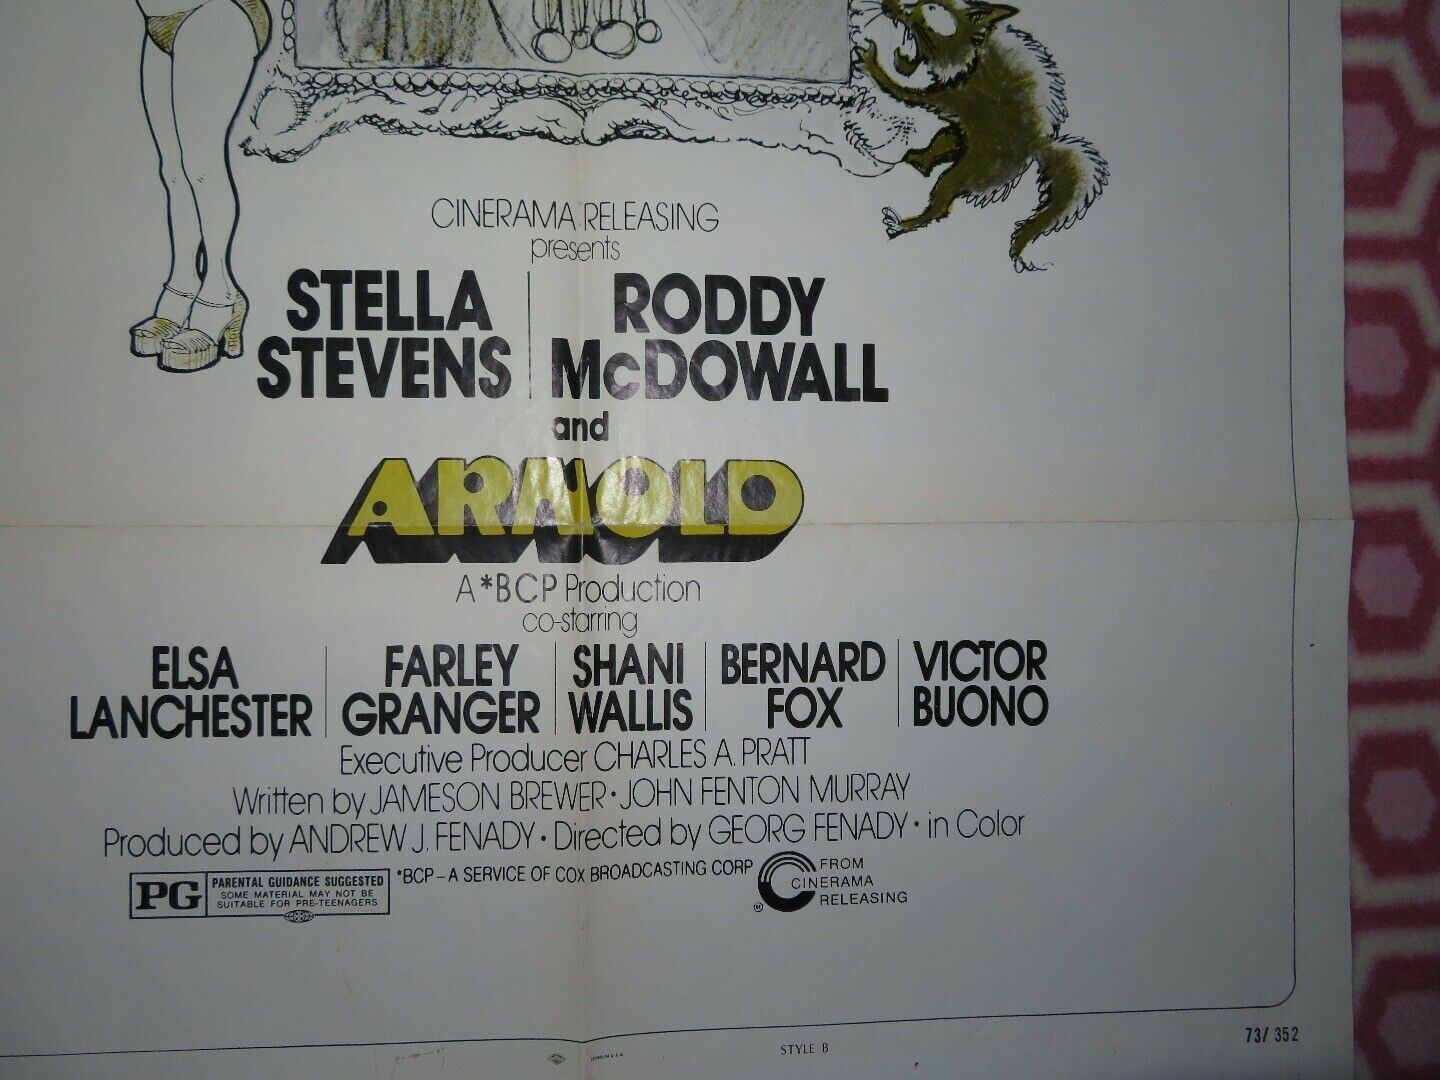 CINERAMA RELEASING
presents
STELLA STEVENS
RODDY McDOWALL
and
ARNOLD
A *BCP Production
co-starring
ELSA LANCHESTER
FARLEY GRANGER
SHANI WALLIS
BERNARD FOX
VICTOR BUONO
Executive Producer CHARLES A. PRATT
Written by JAMESON BREWER · JOHN FENTON MURRAY
Produced by ANDREW J. FENADY · Directed by GEORG FENADY · in Color
PG
PARENTAL GUIDANCE SUGGESTED
SOME MATERIAL MAY NOT BE
SUITABLE FOR PRE-TEENAGERS
*BCP – A SERVICE OF COX BROADCASTING CORP
®
FROM
CINERAMA
RELEASING
73/ 352
STYLE B